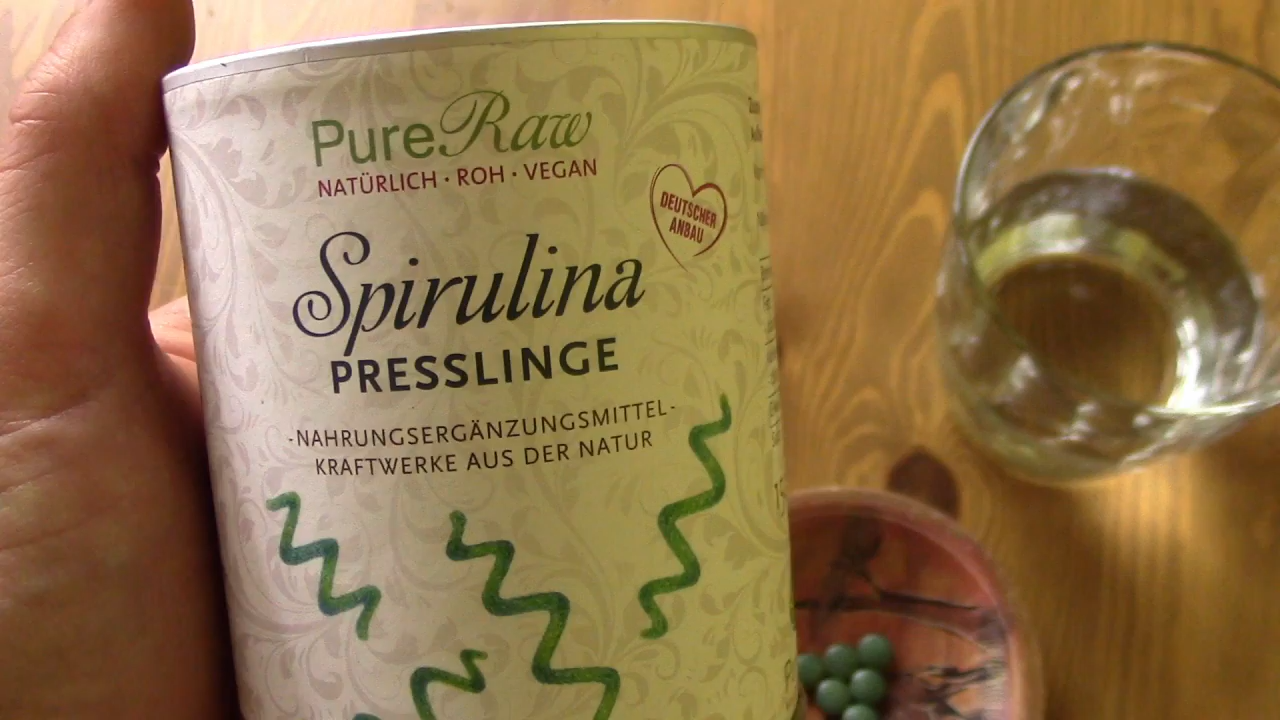 PureRaw
NATÜRLICH · ROH · VEGAN
DEUTSCHER
ANBAU
Spirulina
PRESSLINGE
-NAHRUNGSERGÄNZUNGSMITTEL-
KRAFTWERKE AUS DER NATUR